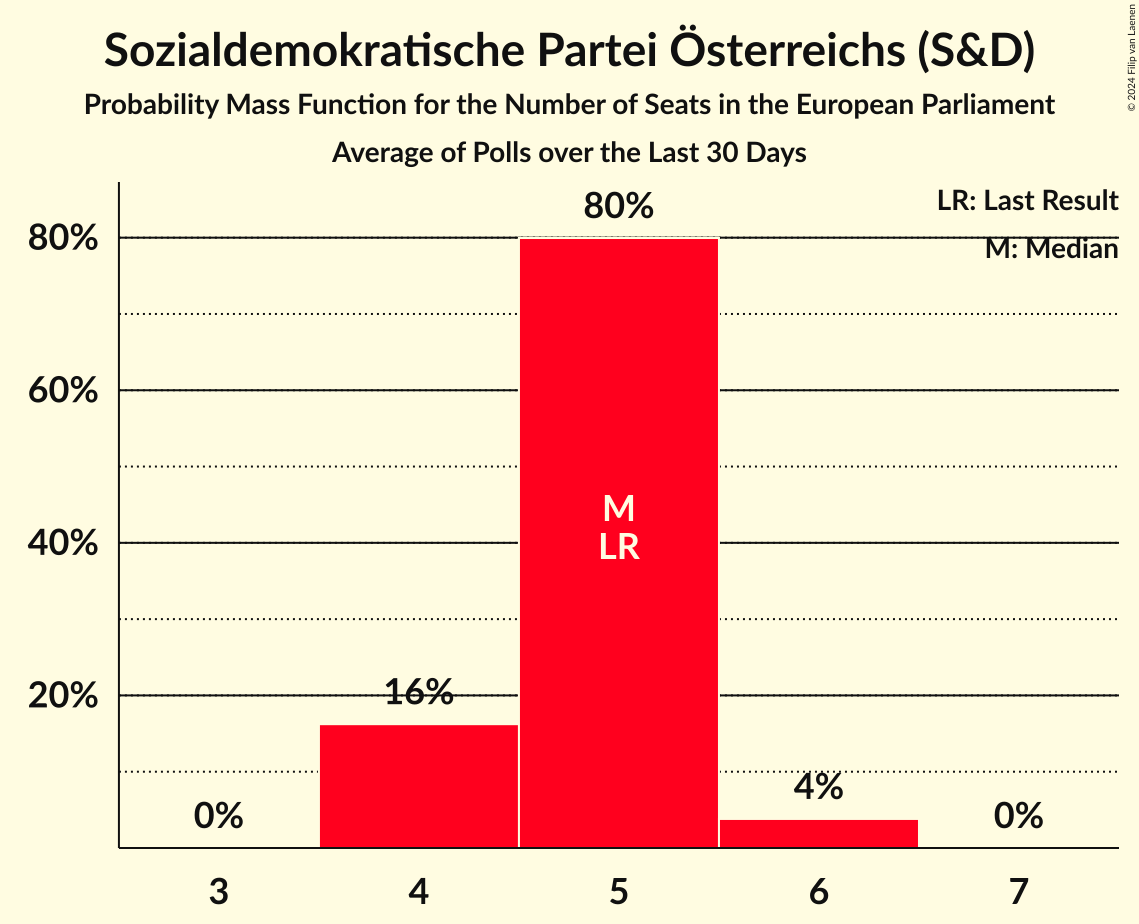 Sozialdemokratische Partei Österreichs (S&D)
Probability Mass Function for the Number of Seats in the European Parliament
Average of Polls over the Last 30 Days
© 2024 Filip van Laenen
LR: Last Result
M: Median
80%
60%
40%
20%
0%
16%
80%
M
LR
4%
0%
3
4
5
6
7